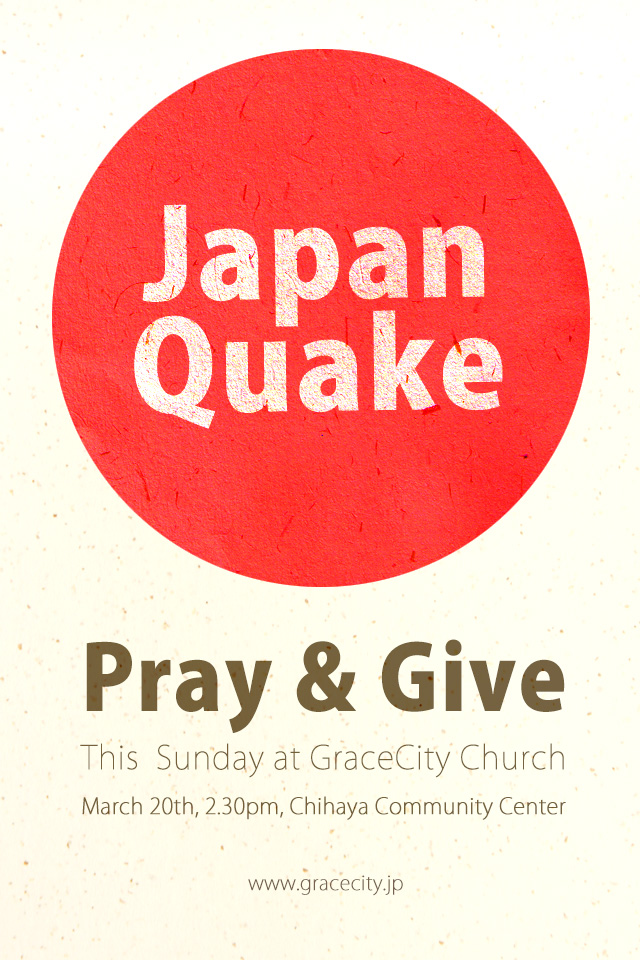 Japan
Quake
Pray & Give
This Sunday at GraceCity Church
March 20th, 2.30pm, Chihaya Community Center
www.gracecity.jp